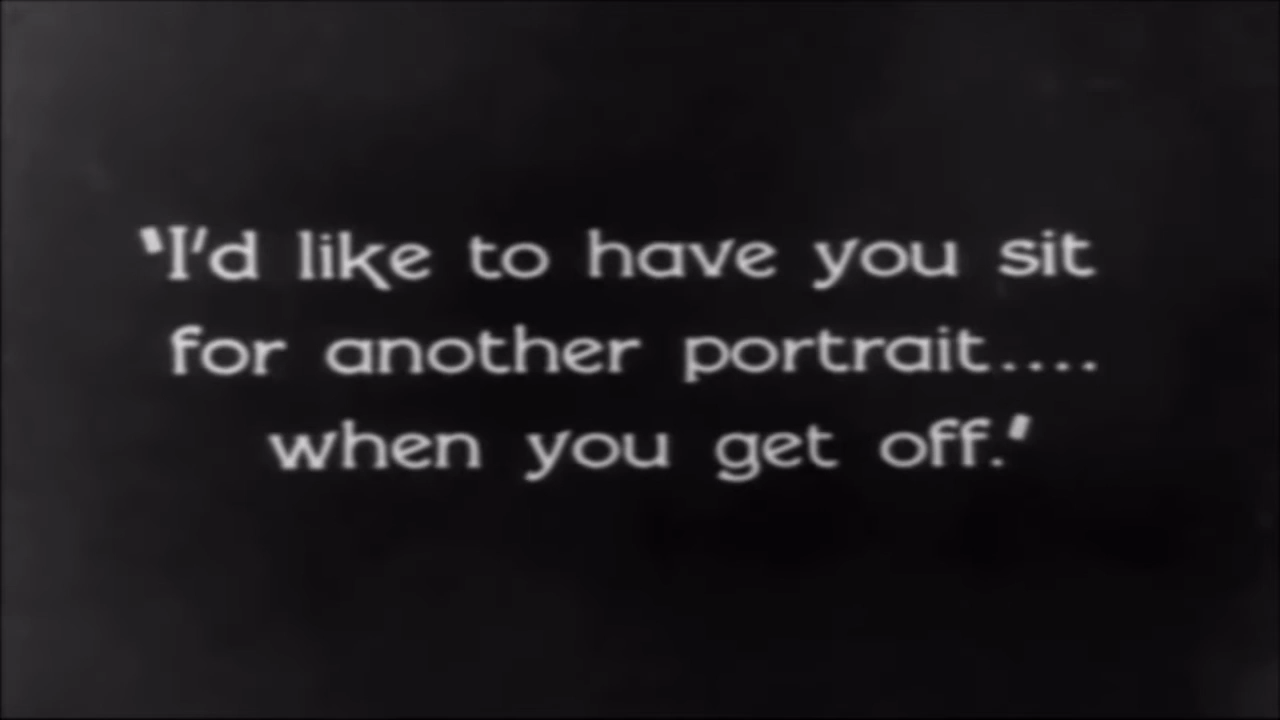 "I'd like to have you sit
for another portrait....
when you get off."